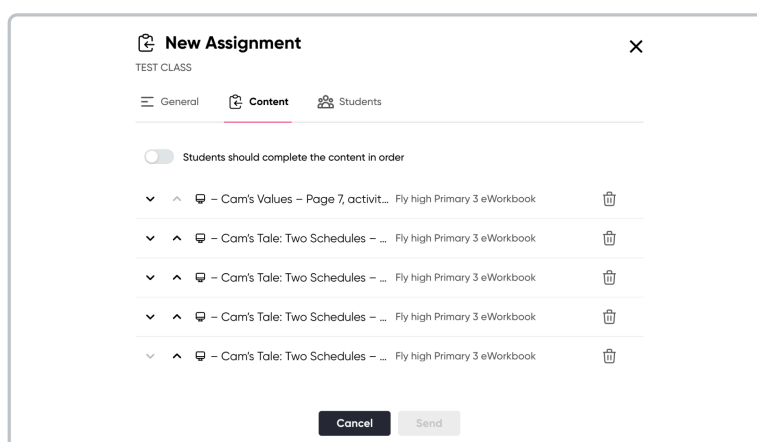 New Assignment
TEST CLASS
General Content Students
Students should complete the content in order
– Cam's Values – Page 7, activit... Fly high Primary 3 eWorkbook
– Cam's Tale: Two Schedules – ... Fly high Primary 3 eWorkbook
– Cam's Tale: Two Schedules – ... Fly high Primary 3 eWorkbook
– Cam's Tale: Two Schedules – ... Fly high Primary 3 eWorkbook
– Cam's Tale: Two Schedules – ... Fly high Primary 3 eWorkbook
Cancel Send